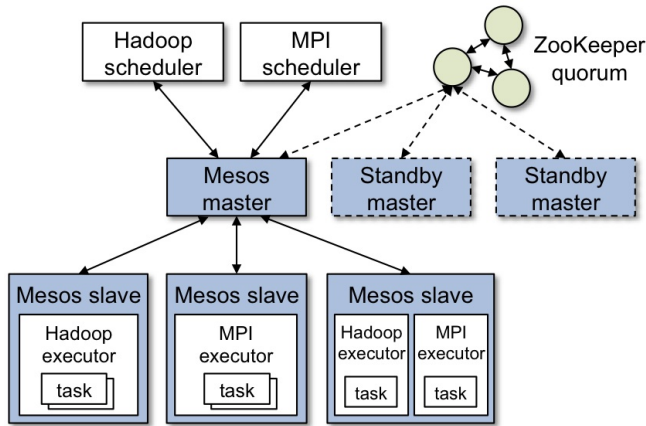 Hadoop
scheduler
MPI
scheduler
ZooKeeper
quorum
Mesos
master
Standby
master
Standby
master
Mesos slave
Hadoop
executor
task
Mesos slave
MPI
executor
task
Mesos slave
Hadoop
executor
task
MPI
executor
task